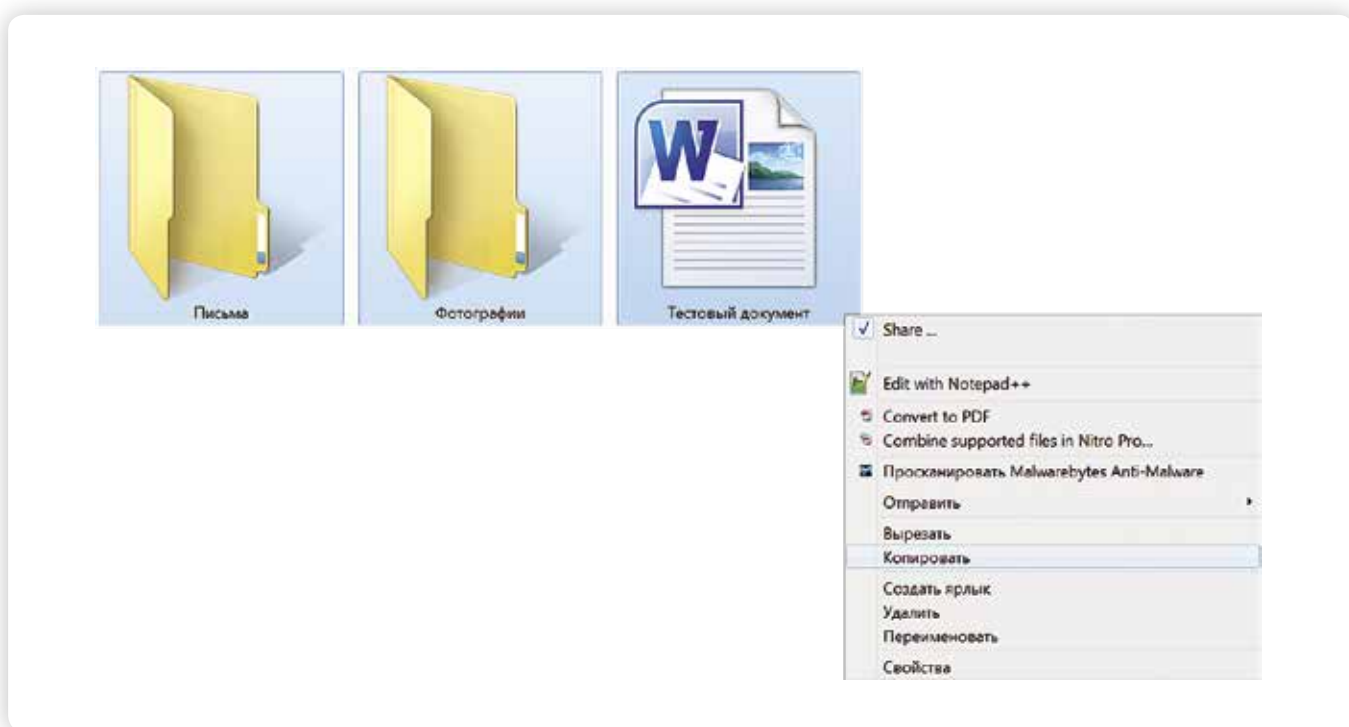 Письма
Фотографии
Тестовый документ
Share ...
Edit with Notepad++
Convert to PDF
Combine supported files in Nitro Pro...
Просканировать Malwarebytes Anti-Malware
Отправить
Вырезать
Копировать
Создать ярлык
Удалить
Переименовать
Свойства